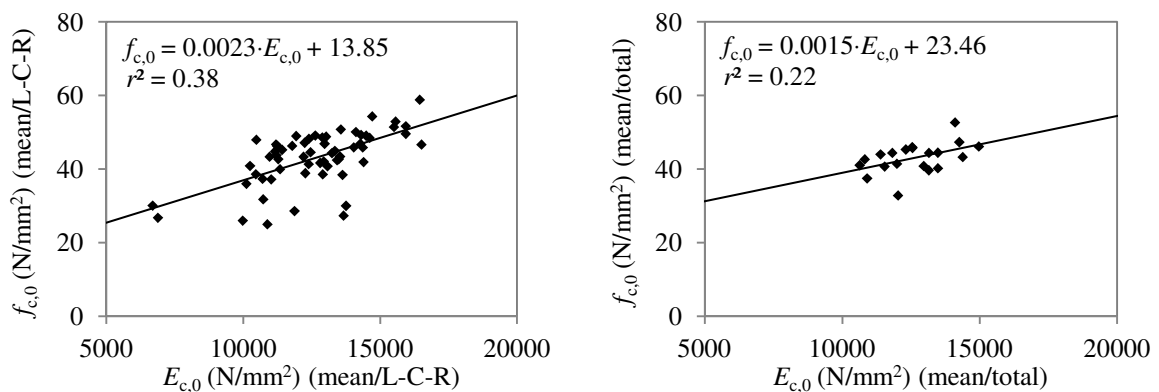 f_c,0 = 0.0023·E_c,0 + 13.85
r² = 0.38
f_c,0 (N/mm²) (mean/L-C-R)
80
60
40
20
0
5000 10000 15000 20000
E_c,0 (N/mm²) (mean/L-C-R)
f_c,0 = 0.0015·E_c,0 + 23.46
r² = 0.22
f_c,0 (N/mm²) (mean/total)
80
60
40
20
0
5000 10000 15000 20000
E_c,0 (N/mm²) (mean/total)